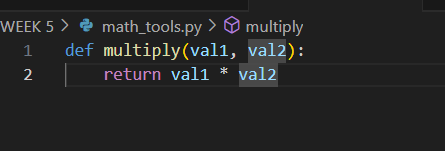 WEEK 5 > math_tools.py > multiply
1 def multiply(val1, val2):
2     return val1 * val2